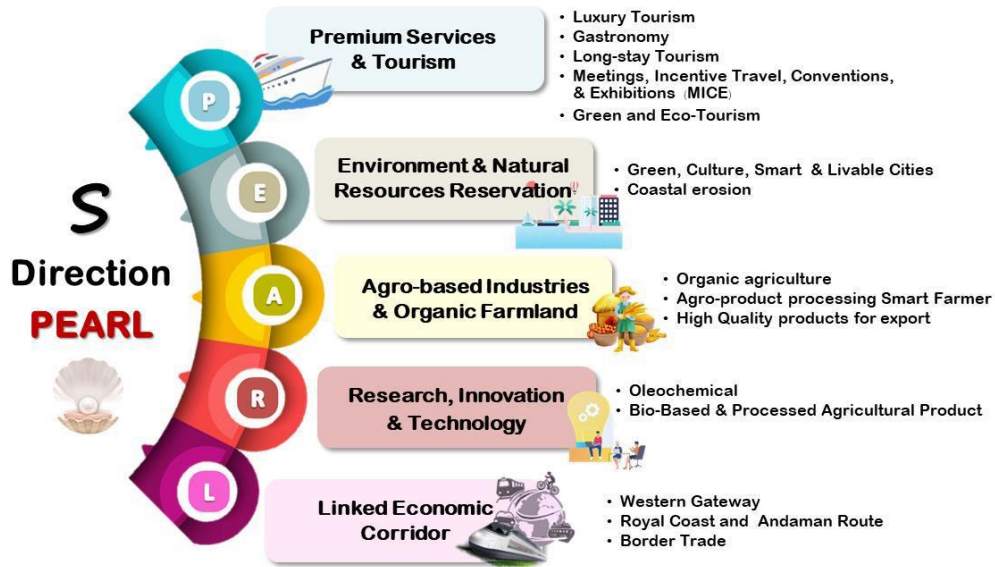 S
Direction
PEARL
P
Premium Services
& Tourism
• Luxury Tourism
• Gastronomy
• Long-stay Tourism
• Meetings, Incentive Travel, Conventions,
& Exhibitions (MICE)
• Green and Eco-Tourism
E
Environment & Natural
Resources Reservation
• Green, Culture, Smart & Livable Cities
• Coastal erosion
A
Agro-based Industries
& Organic Farmland
• Organic agriculture
• Agro-product processing Smart Farmer
• High Quality products for export
R
Research, Innovation
& Technology
• Oleochemical
• Bio-Based & Processed Agricultural Product
L
Linked Economic
Corridor
• Western Gateway
• Royal Coast and Andaman Route
• Border Trade